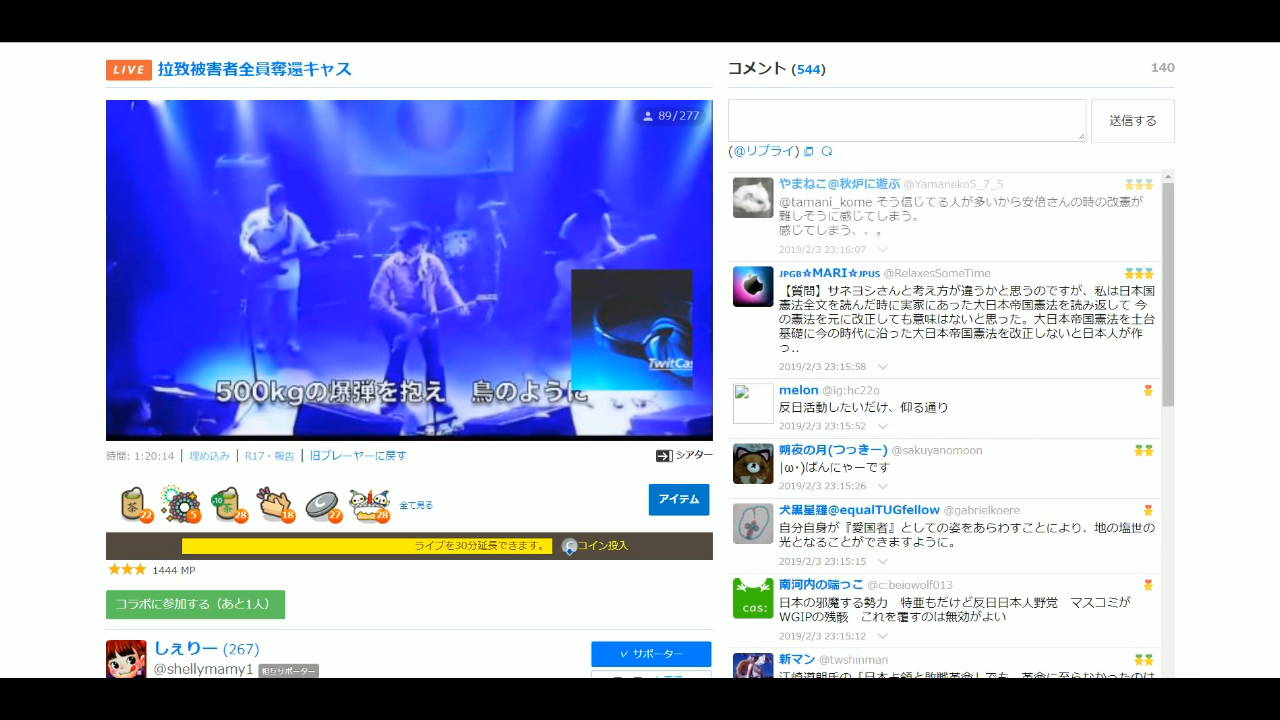 LIVE 拉致被害者全員奪還キャス
89/277
TwitCas
500kgの爆弾を抱え 鳥のように
時間: 1:20:14 | 埋め込み | R17・報告 | 旧プレーヤーに戻す
シアター
茶 22
5
-10 茶 28
18
27
28
全て見る
アイテム
ライブを30分延長できます。
C コイン投入
★★★ 1444 MP
コラボに参加する（あと1人）
しぇりー (267)
@shellymamy1 相互サポーター
✓ サポーター
コメント (544)
140
送信する
(@リプライ)
やまねこ@秋炉に遊ぶ @Yamaneko5_7_5
@tamani_kome そう信じてる人が多いから安倍さんの時の改憲が
難しそうに感じてしまう。
感じてしまう、、。
2019/2/3 23:16:07
JPGB☆MARI☆JPUS @RelaxesSomeTime
【質問】サネヨシさんと考え方が違うかと思うのですが、私は日本国
憲法全文を読んだ時に実家にあった大日本帝国憲法を読み返して 今
の憲法を元に改正しても意味はないと思った。大日本帝国憲法を土台
基礎に今の時代に沿った大日本帝国憲法を改正しないと日本人が作
っ..
2019/2/3 23:15:58
melon @ig:hc22o
反日活動したいだけ、仰る通り
2019/2/3 23:15:52
朔夜の月(つっきー) @sakuyanomoon
|ω･)ばんにゃーです
2019/2/3 23:15:26
犬黒星羅@equalTUGfellow @gabrielkoere
自分自身が『愛国者』としての姿をあらわすことにより、地の塩世の
光となることができますように。
2019/2/3 23:15:15
cas:
南河内の端っこ @c:beiowolf013
日本の邪魔する勢力 特亜もだけど反日日本人野党 マスコミが
WGIPの残骸 これを覆すのは無効がよい
2019/2/3 23:15:12
新マン @twshinman